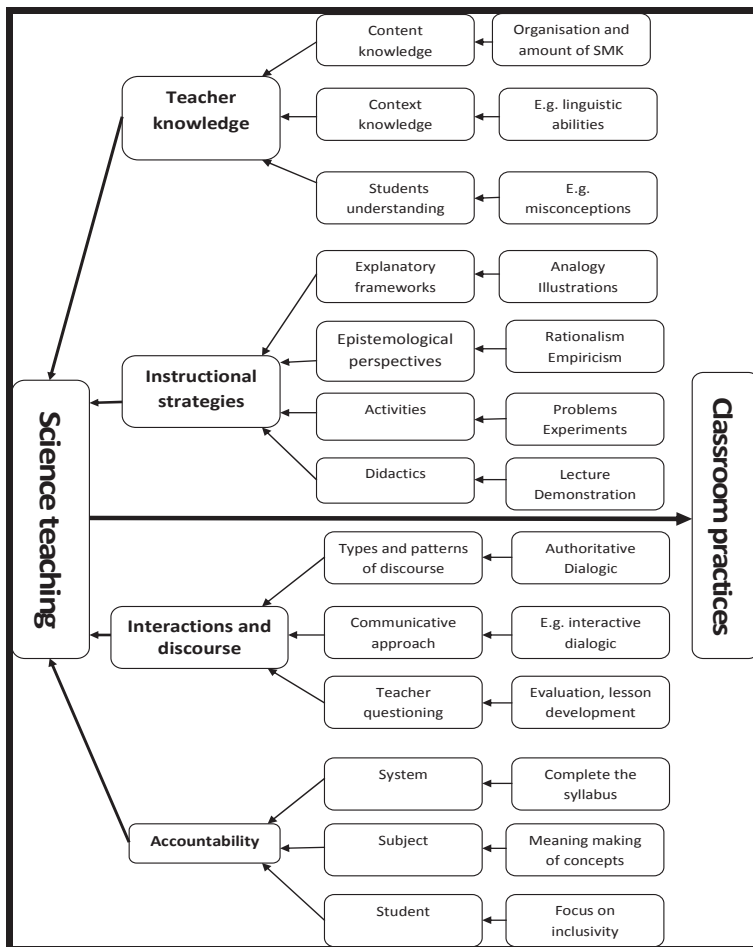 Content
knowledge
Organisation and
amount of SMK
Teacher
knowledge
Context
knowledge
E.g. linguistic
abilities
Students
understanding
E.g.
misconceptions
Explanatory
frameworks
Analogy
Illustrations
Epistemological
perspectives
Rationalism
Empiricism
Instructional
strategies
Activities
Problems
Experiments
Didactics
Lecture
Demonstration
Science teaching
Classroom practices
Types and patterns
of discourse
Authoritative
Dialogic
Interactions and
discourse
Communicative
approach
E.g. interactive
dialogic
Teacher
questioning
Evaluation, lesson
development
System
Complete the
syllabus
Accountability
Subject
Meaning making
of concepts
Student
Focus on
inclusivity